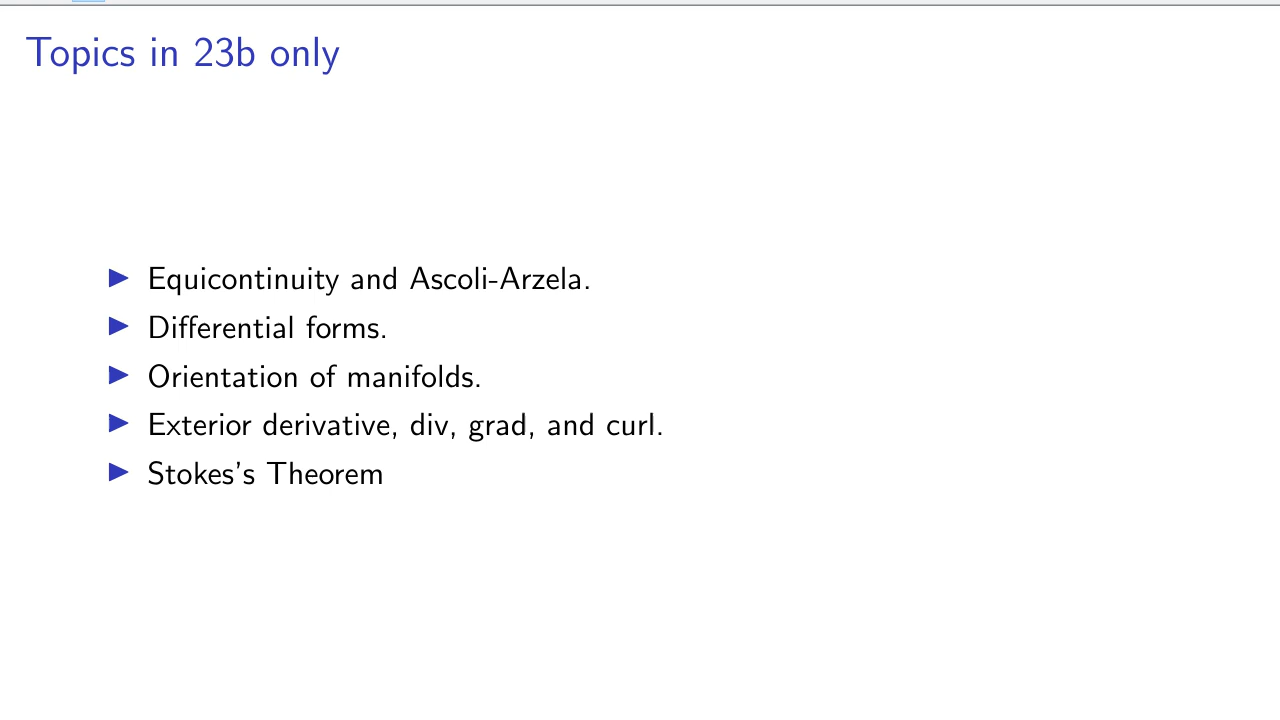 Topics in 23b only
▶ Equicontinuity and Ascoli-Arzela.
▶ Differential forms.
▶ Orientation of manifolds.
▶ Exterior derivative, div, grad, and curl.
▶ Stokes's Theorem